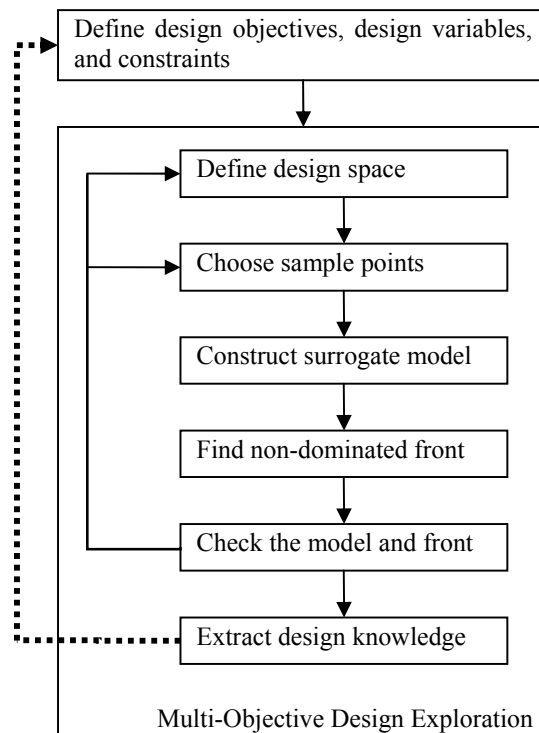 Define design objectives, design variables,
and constraints
Define design space
Choose sample points
Construct surrogate model
Find non-dominated front
Check the model and front
Extract design knowledge
Multi-Objective Design Exploration